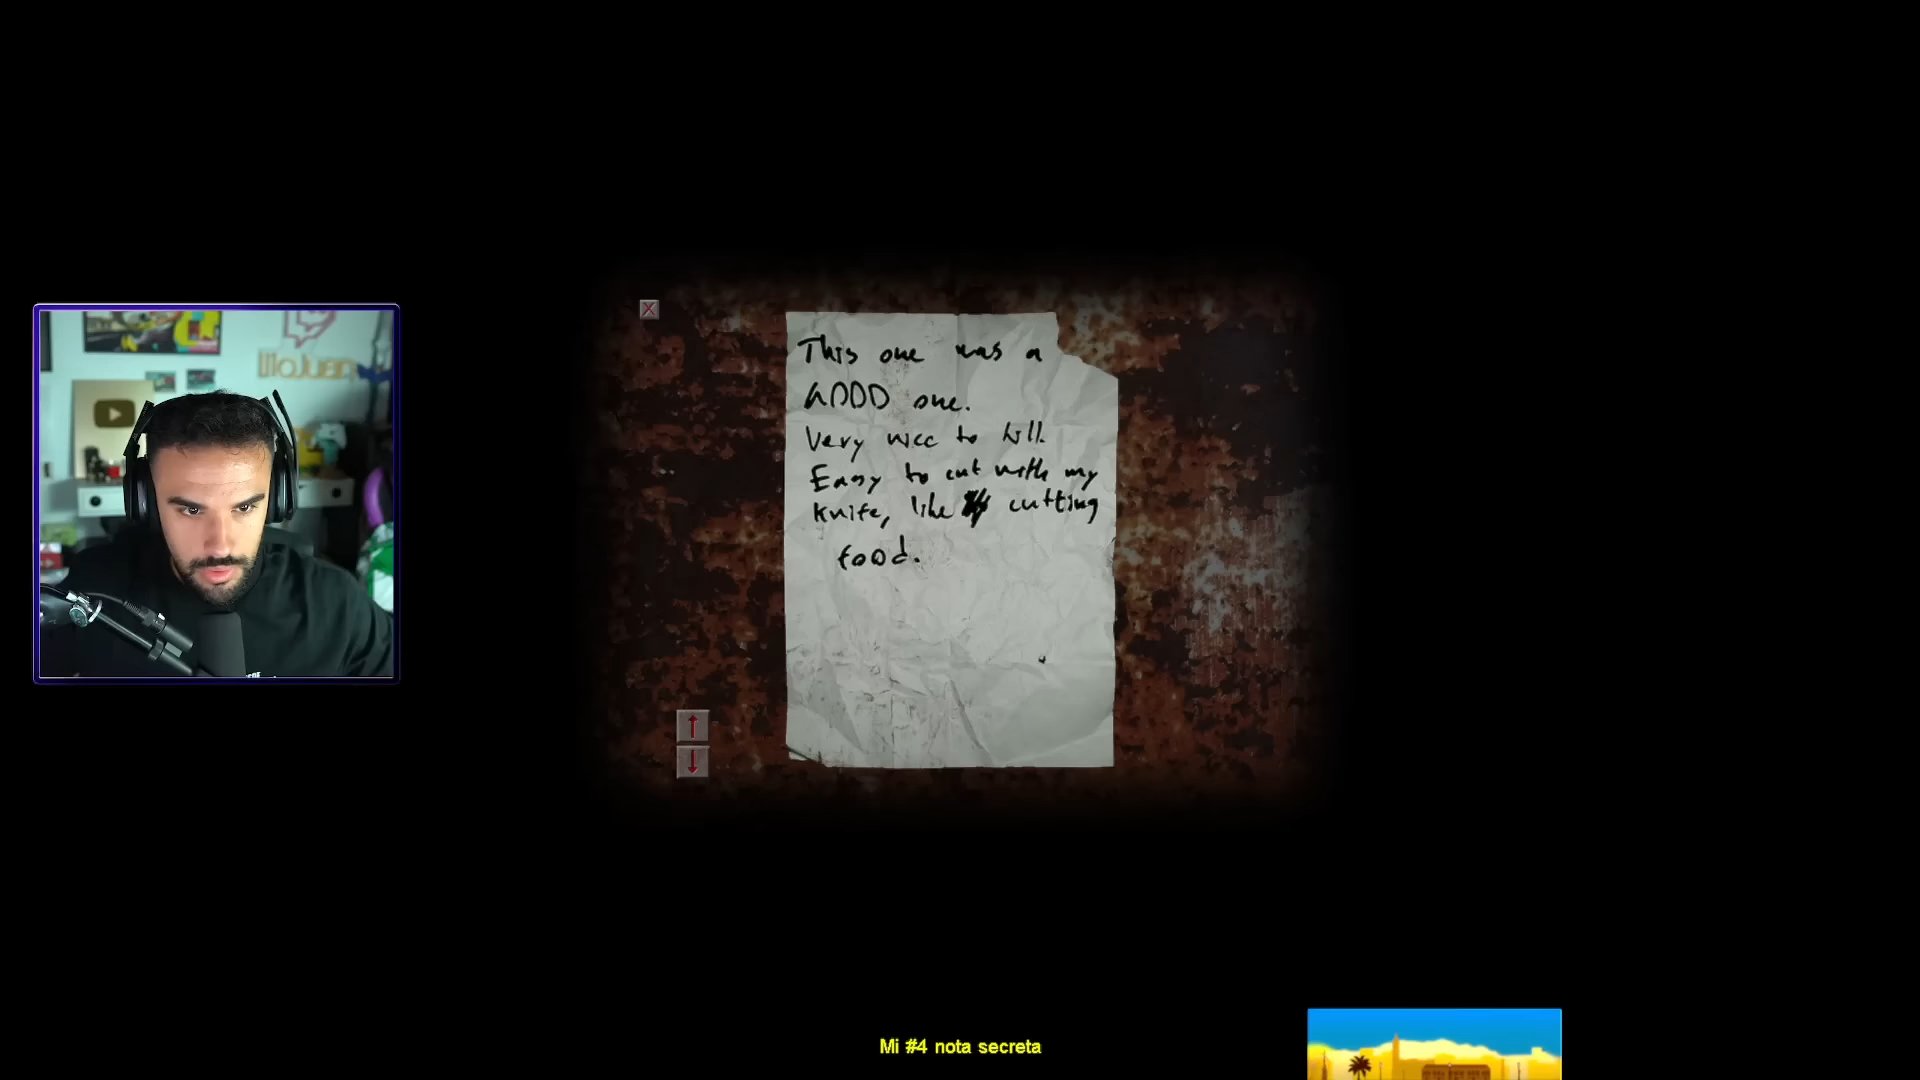 This one was a
GOOD one.
Very nice to kill.
Easy to cut with my
knife, like cutting
food.
Mi #4 nota secreta